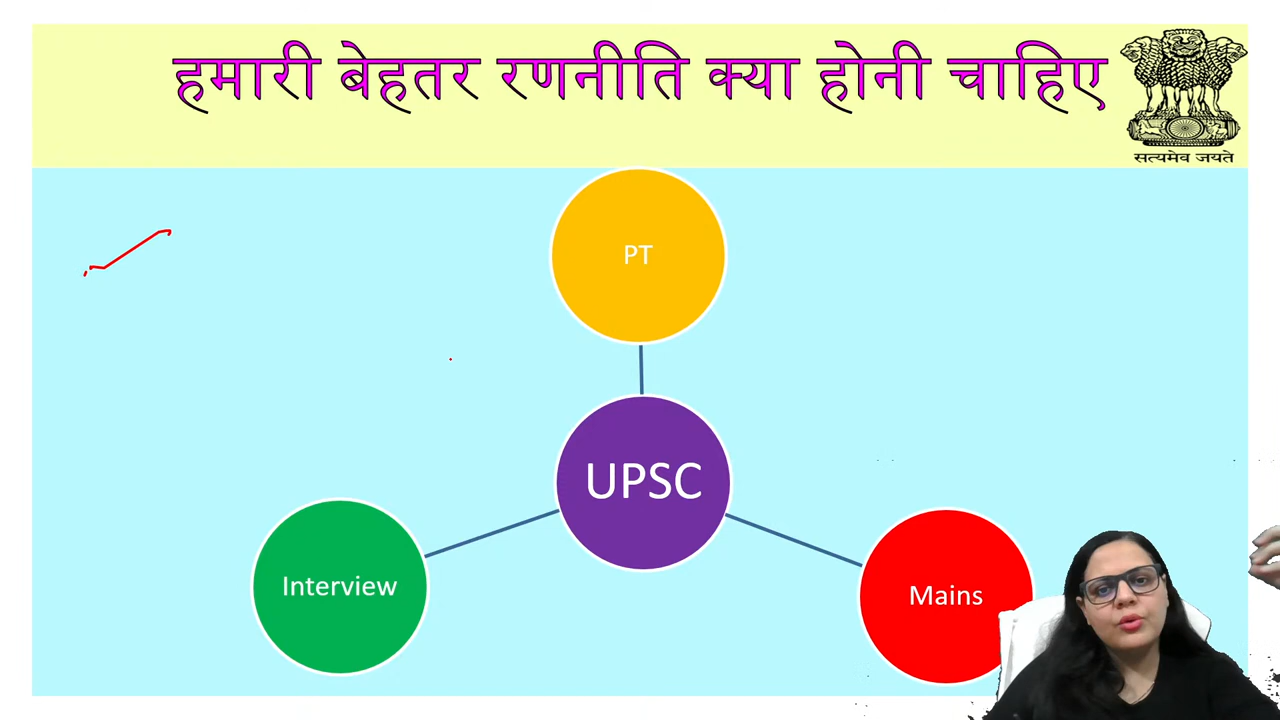 हमारी बेहतर रणनीति क्या होनी चाहिए
सत्यमेव जयते
PT
UPSC
Interview
Mains